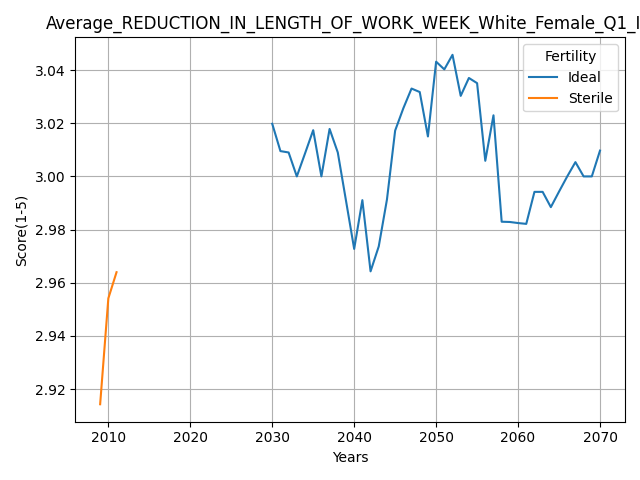 Average_REDUCTION_IN_LENGTH_OF_WORK_WEEK_White_Female_Q1_I
Fertility
Ideal
Sterile
Score(1-5)
3.04
3.02
3.00
2.98
2.96
2.94
2.92
2010 2020 2030 2040 2050 2060 2070
Years